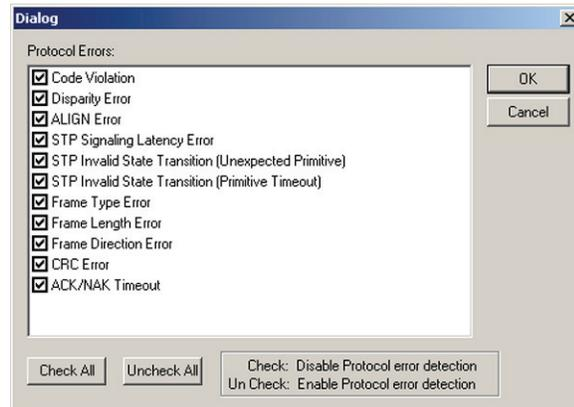 Dialog
Protocol Errors:
Code Violation
Disparity Error
ALIGN Error
STP Signaling Latency Error
STP Invalid State Transition (Unexpected Primitive)
STP Invalid State Transition (Primitive Timeout)
Frame Type Error
Frame Length Error
Frame Direction Error
CRC Error
ACK/NAK Timeout
OK
Cancel
Check All
Uncheck All
Check: Disable Protocol error detection
Un Check: Enable Protocol error detection